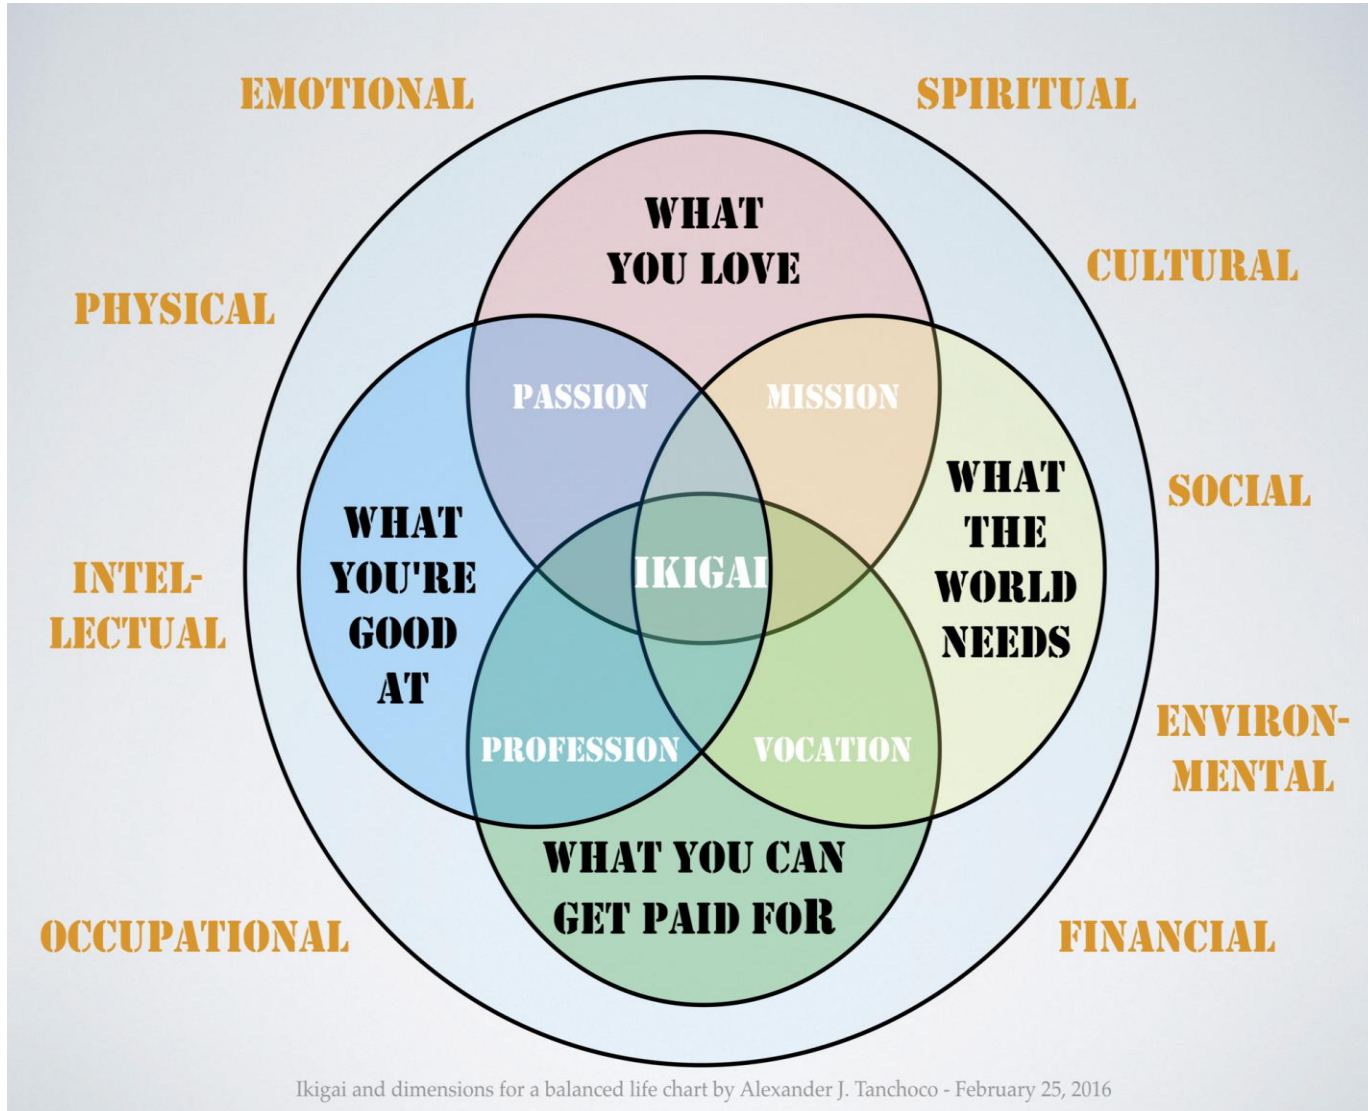 EMOTIONAL
SPIRITUAL
WHAT
YOU LOVE
CULTURAL
PHYSICAL
PASSION
MISSION
WHAT
THE
WORLD
NEEDS
SOCIAL
WHAT
YOU'RE
GOOD
AT
IKIGAI
INTEL-
LECTUAL
ENVIRON-
MENTAL
PROFESSION
VOCATION
WHAT YOU CAN
GET PAID FOR
OCCUPATIONAL
FINANCIAL
Ikigai and dimensions for a balanced life chart by Alexander J. Tanchoco - February 25, 2016